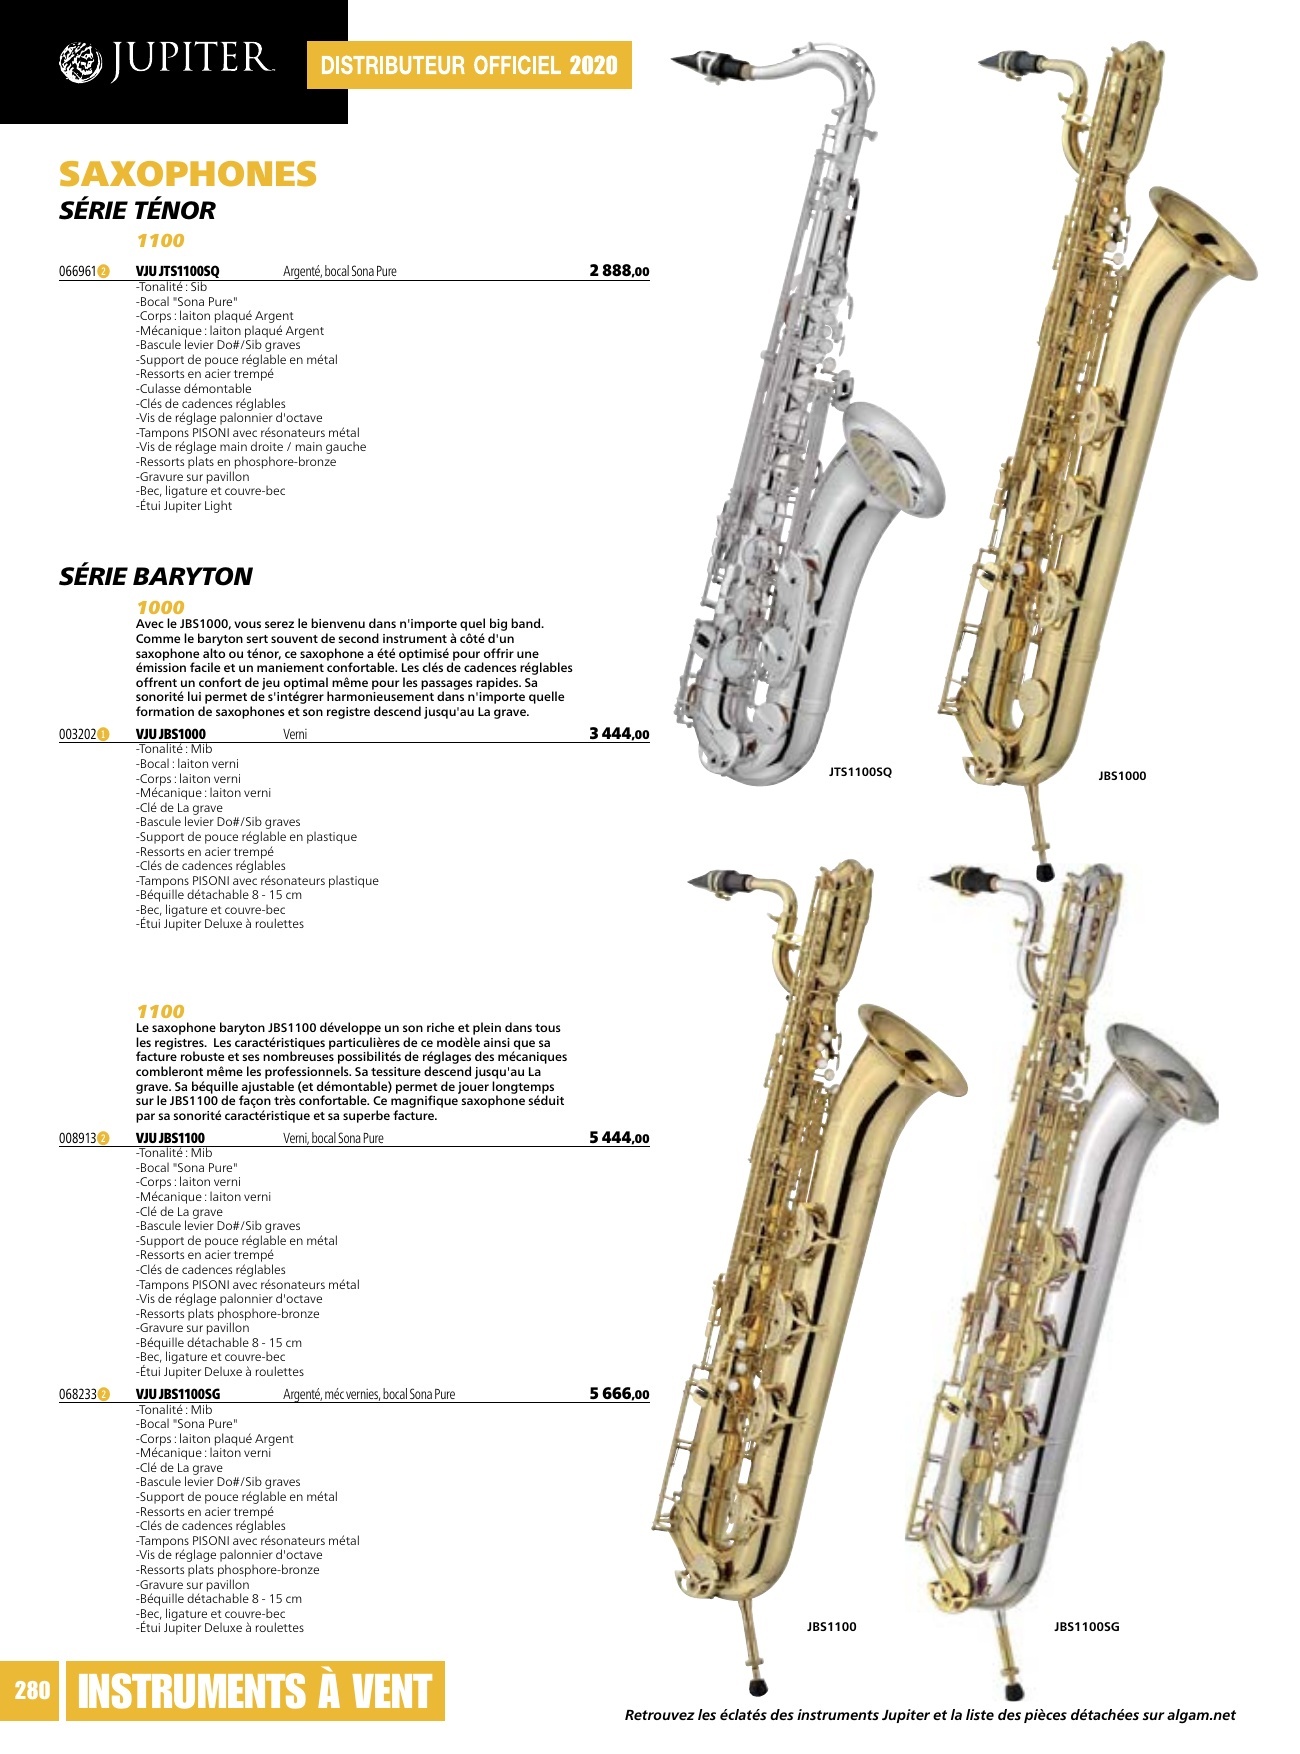 JUPITER
DISTRIBUTEUR OFFICIEL 2020
SAXOPHONES
SÉRIE TÉNOR
1100
066961 2 VJU JTS1100SQ Argenté, bocal Sona Pure 2 888,00
-Tonalité : Sib
-Bocal "Sona Pure"
-Corps : laiton plaqué Argent
-Mécanique : laiton plaqué Argent
-Bascule levier Do#/Sib graves
-Support de pouce réglable en métal
-Ressorts en acier trempé
-Culasse démontable
-Clés de cadences réglables
-Vis de réglage palonnier d'octave
-Tampons PISONI avec résonateurs métal
-Vis de réglage main droite / main gauche
-Ressorts plats en phosphore-bronze
-Gravure sur pavillon
-Bec, ligature et couvre-bec
-Étui Jupiter Light
SÉRIE BARYTON
1000
Avec le JBS1000, vous serez le bienvenu dans n'importe quel big band.
Comme le baryton sert souvent de second instrument à côté d'un
saxophone alto ou ténor, ce saxophone a été optimisé pour offrir une
émission facile et un maniement confortable. Les clés de cadences réglables
offrent un confort de jeu optimal même pour les passages rapides. Sa
sonorité lui permet de s'intégrer harmonieusement dans n'importe quelle
formation de saxophones et son registre descend jusqu'au La grave.
003202 1 VJU JBS1000 Verni 3 444,00
-Tonalité : Mib
-Bocal : laiton verni
-Corps : laiton verni
-Mécanique : laiton verni
-Clé de La grave
-Bascule levier Do#/Sib graves
-Support de pouce réglable en plastique
-Ressorts en acier trempé
-Clés de cadences réglables
-Tampons PISONI avec résonateurs plastique
-Béquille détachable 8 - 15 cm
-Bec, ligature et couvre-bec
-Étui Jupiter Deluxe à roulettes
1100
Le saxophone baryton JBS1100 développe un son riche et plein dans tous
les registres. Les caractéristiques particulières de ce modèle ainsi que sa
facture robuste et ses nombreuses possibilités de réglages des mécaniques
combleront même les professionnels. Sa tessiture descend jusqu'au La
grave. Sa béquille ajustable (et démontable) permet de jouer longtemps
sur le JBS1100 de façon très confortable. Ce magnifique saxophone séduit
par sa sonorité caractéristique et sa superbe facture.
008913 2 VJU JBS1100 Verni, bocal Sona Pure 5 444,00
-Tonalité : Mib
-Bocal "Sona Pure"
-Corps : laiton verni
-Mécanique : laiton verni
-Clé de La grave
-Bascule levier Do#/Sib graves
-Support de pouce réglable en métal
-Ressorts en acier trempé
-Clés de cadences réglables
-Tampons PISONI avec résonateurs métal
-Vis de réglage palonnier d'octave
-Ressorts plats phosphore-bronze
-Gravure sur pavillon
-Béquille détachable 8 - 15 cm
-Bec, ligature et couvre-bec
-Étui Jupiter Deluxe à roulettes
068233 2 VJU JBS1100SG Argenté, méc vernies, bocal Sona Pure 5 666,00
-Tonalité : Mib
-Bocal "Sona Pure"
-Corps : laiton plaqué Argent
-Mécanique : laiton verni
-Clé de La grave
-Bascule levier Do#/Sib graves
-Support de pouce réglable en métal
-Ressorts en acier trempé
-Clés de cadences réglables
-Tampons PISONI avec résonateurs métal
-Vis de réglage palonnier d'octave
-Ressorts plats phosphore-bronze
-Gravure sur pavillon
-Béquille détachable 8 - 15 cm
-Bec, ligature et couvre-bec
-Étui Jupiter Deluxe à roulettes
JTS1100SQ
JBS1000
JBS1100
JBS1100SG
280 INSTRUMENTS À VENT
Retrouvez les éclatés des instruments Jupiter et la liste des pièces détachées sur algam.net